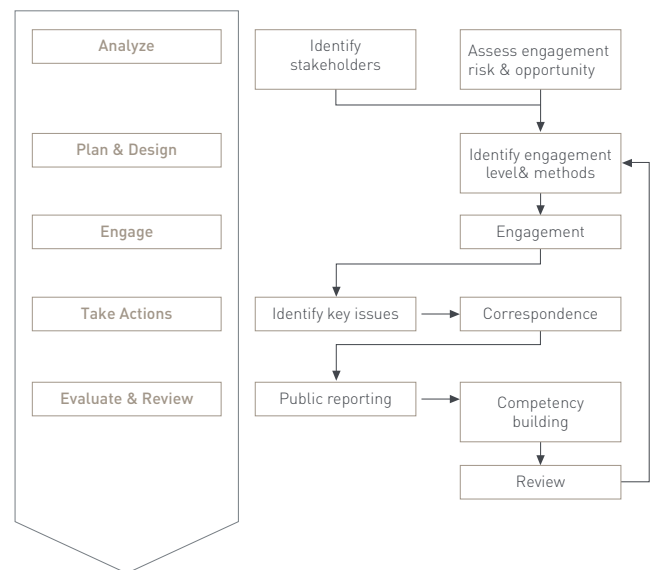 Analyze
Identify
stakeholders
Assess engagement
risk & opportunity
Plan & Design
Identify engagement
level& methods
Engage
Engagement
Take Actions
Identify key issues
Correspondence
Evaluate & Review
Public reporting
Competency
building
Review